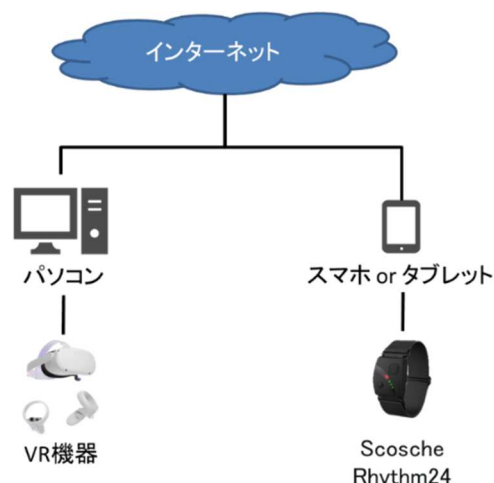 インターネット
パソコン
スマホ or タブレット
VR機器
Scosche
Rhythm24